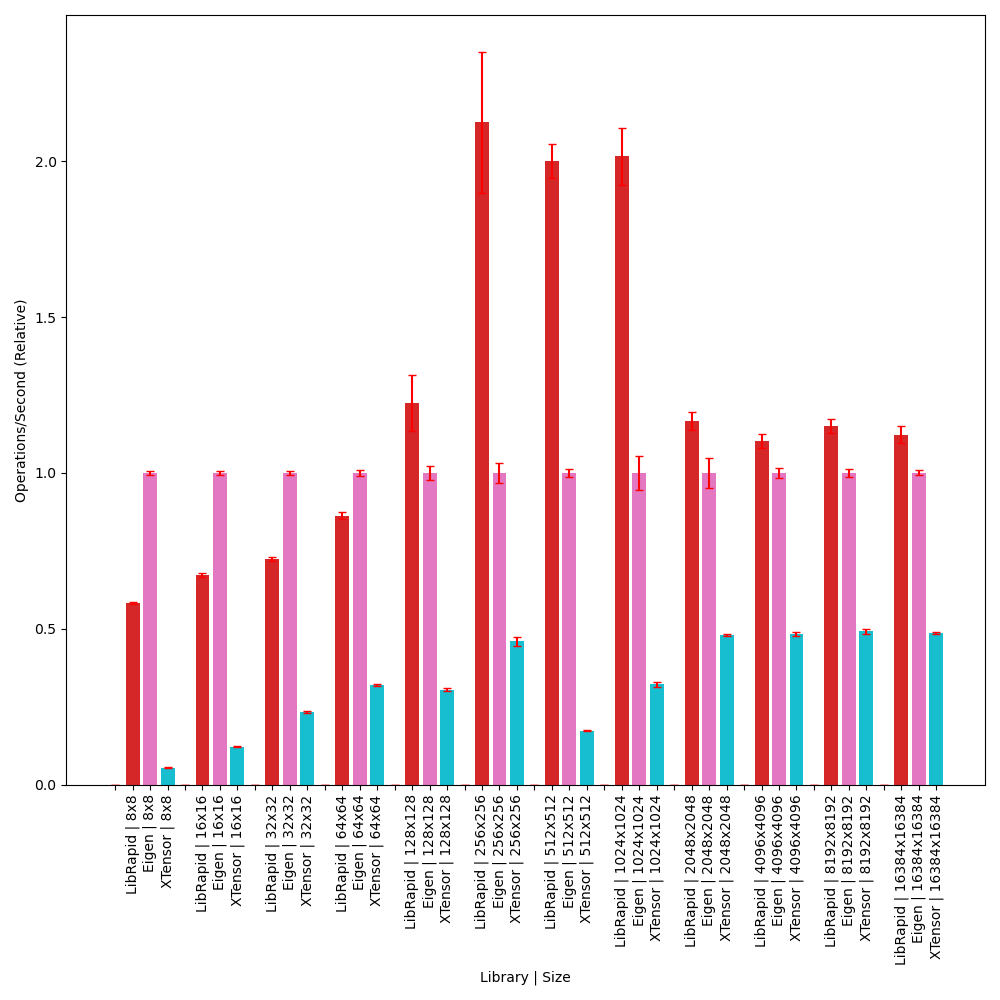 2.0
1.5
1.0
0.5
0.0
Operations/Second (Relative)
LibRapid | 8x8
Eigen | 8x8
XTensor | 8x8
LibRapid | 16x16
Eigen | 16x16
XTensor | 16x16
LibRapid | 32x32
Eigen | 32x32
XTensor | 32x32
LibRapid | 64x64
Eigen | 64x64
XTensor | 64x64
LibRapid | 128x128
Eigen | 128x128
XTensor | 128x128
LibRapid | 256x256
Eigen | 256x256
XTensor | 256x256
LibRapid | 512x512
Eigen | 512x512
XTensor | 512x512
LibRapid | 1024x1024
Eigen | 1024x1024
XTensor | 1024x1024
LibRapid | 2048x2048
Eigen | 2048x2048
XTensor | 2048x2048
LibRapid | 4096x4096
Eigen | 4096x4096
XTensor | 4096x4096
LibRapid | 8192x8192
Eigen | 8192x8192
XTensor | 8192x8192
LibRapid | 16384x16384
Eigen | 16384x16384
XTensor | 16384x16384
Library | Size